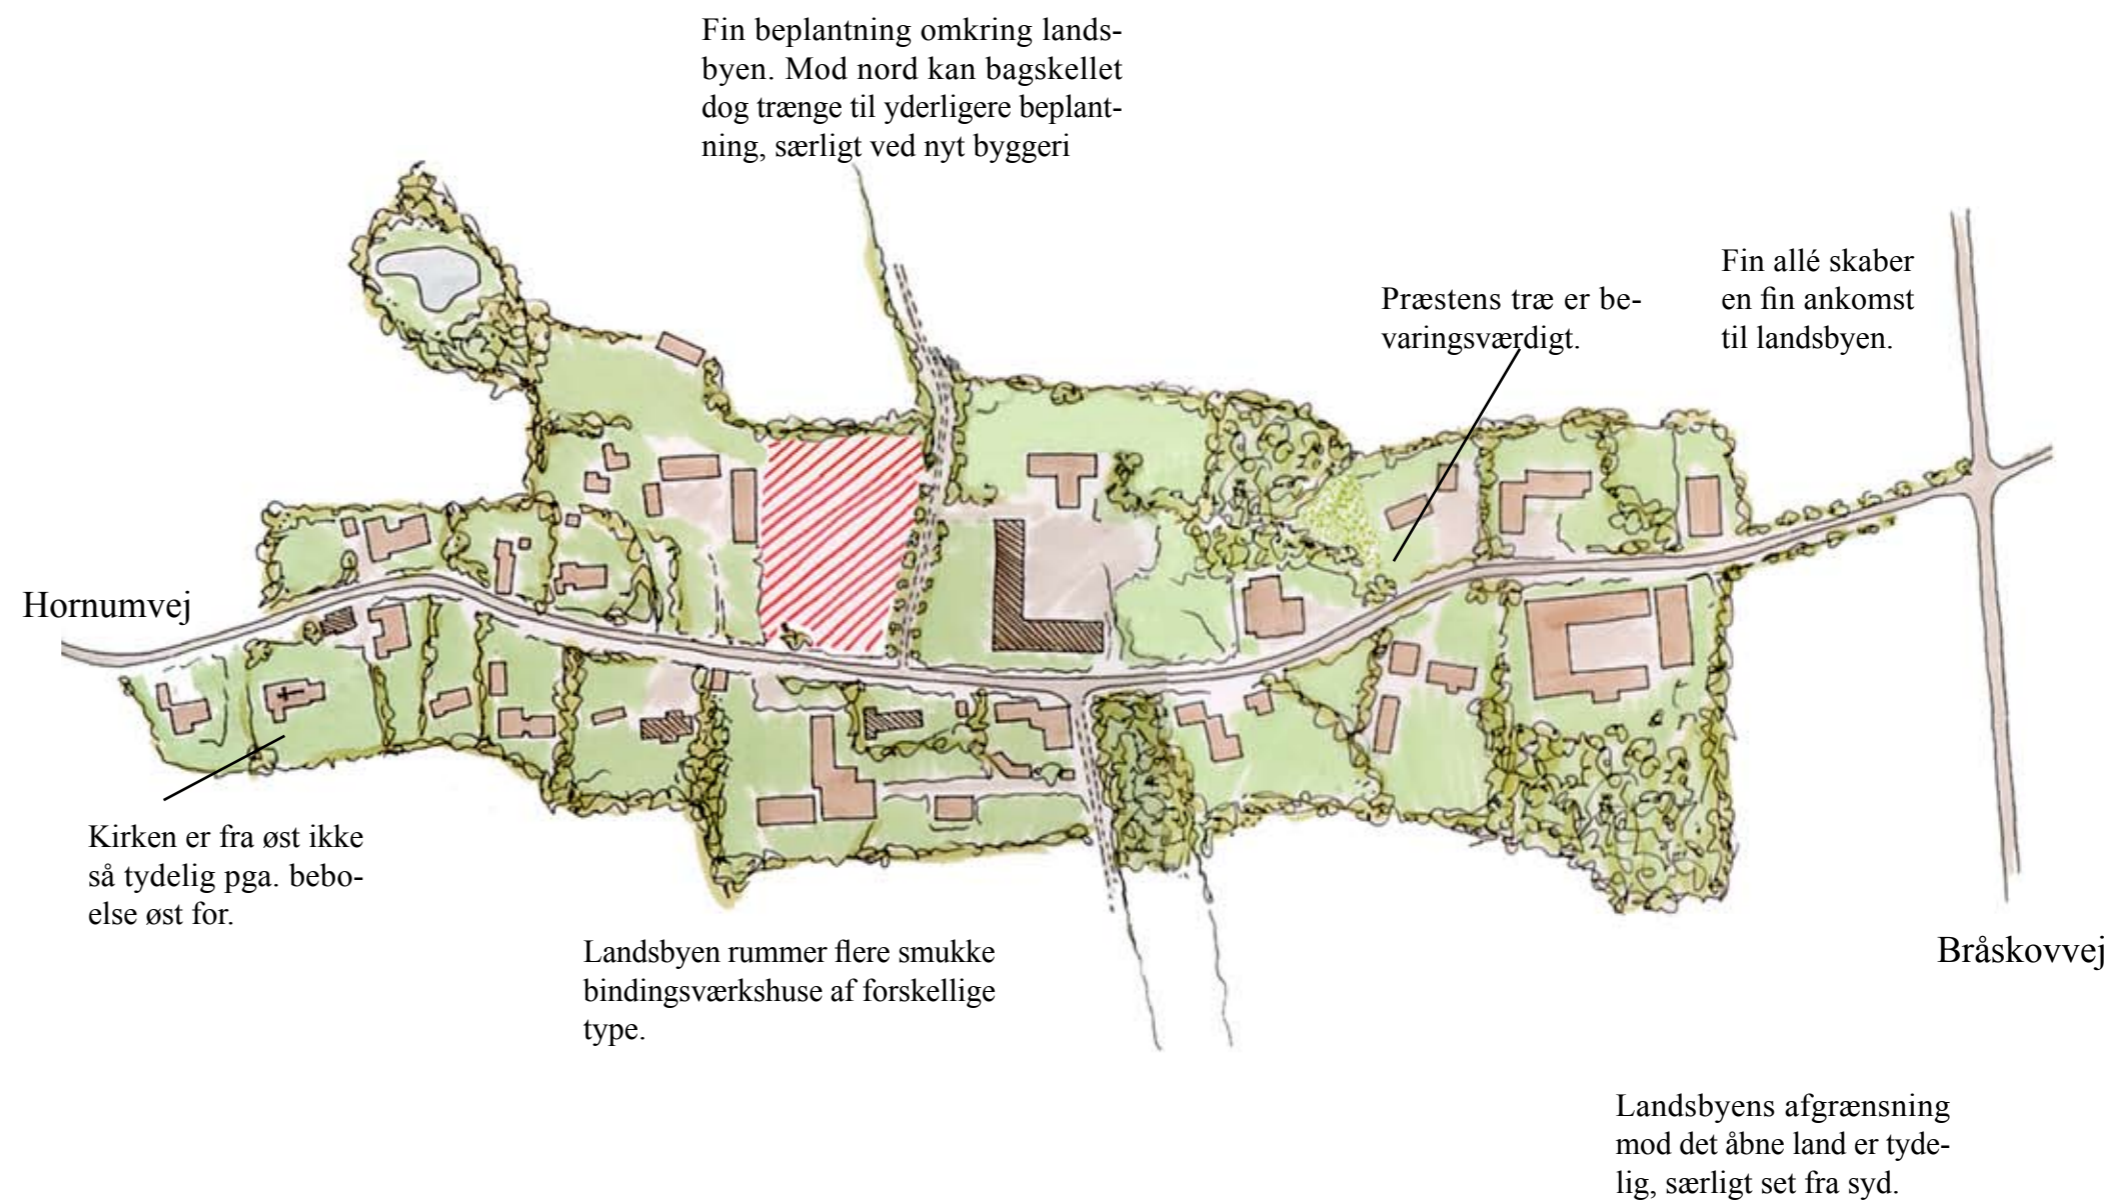 Fin beplantning omkring lands-
byen. Mod nord kan bagskellet
dog trænge til yderligere beplant-
ning, særligt ved nyt byggeri
Fin allé skaber
en fin ankomst
til landsbyen.
Præstens træ er be-
varingsværdigt.
Hornumvej
Kirken er fra øst ikke
så tydelig pga. bebo-
else øst for.
Landsbyen rummer flere smukke
bindingsværkshuse af forskellige
type.
Bråskovvej
Landsbyens afgrænsning
mod det åbne land er tyde-
lig, særligt set fra syd.